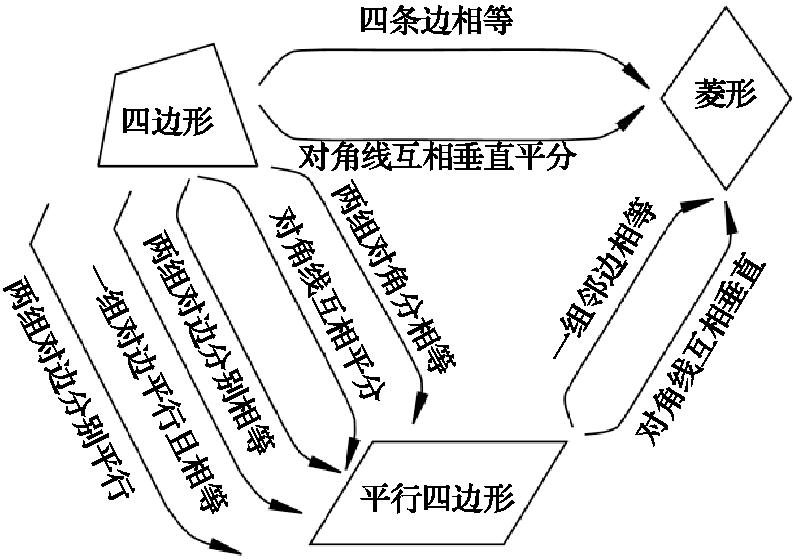 四条边相等
四边形
菱形
对角线互相垂直平分
两组对边分别平行
一组对边平行且相等
两组对边分别相等
对角线互相平分
两组对角分相等
一组邻边相等
对角线互相垂直
平行四边形